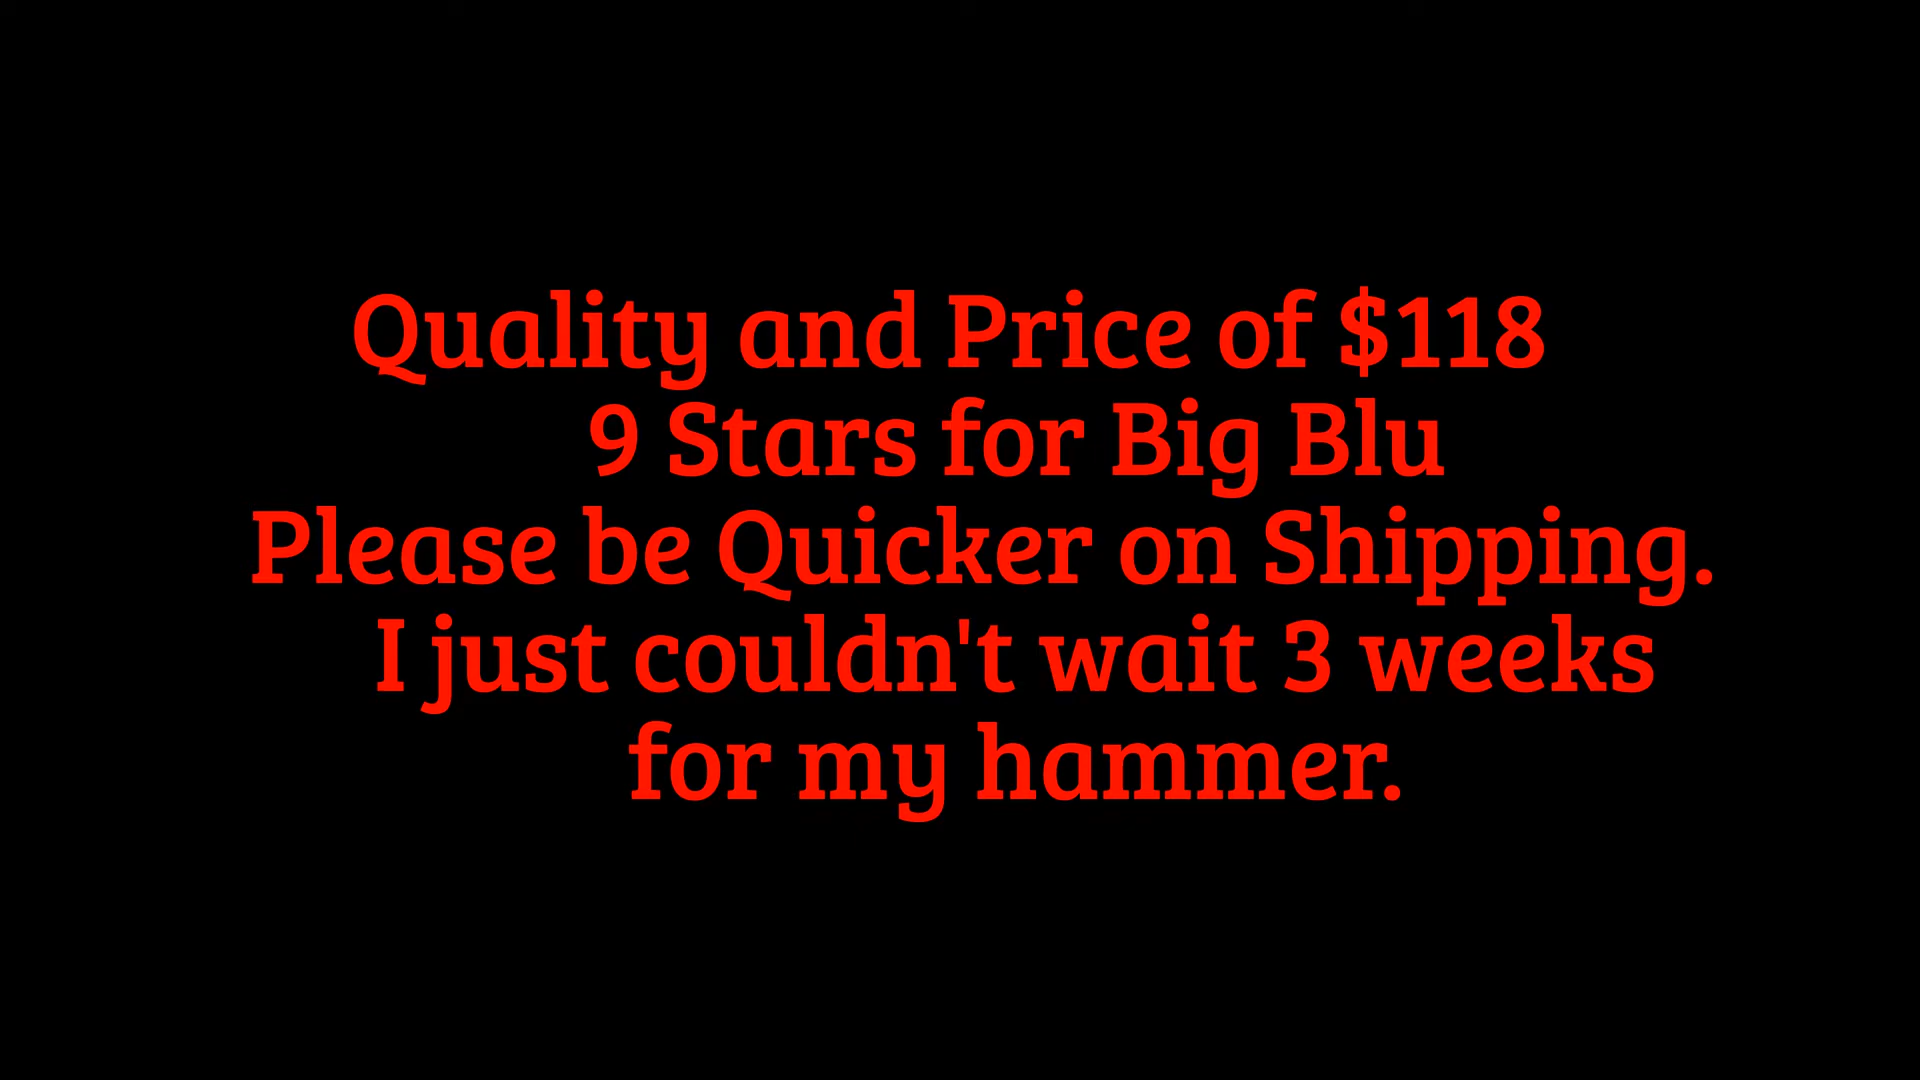 Quality and Price of $118
9 Stars for Big Blu
Please be Quicker on Shipping.
I just couldn't wait 3 weeks
for my hammer.